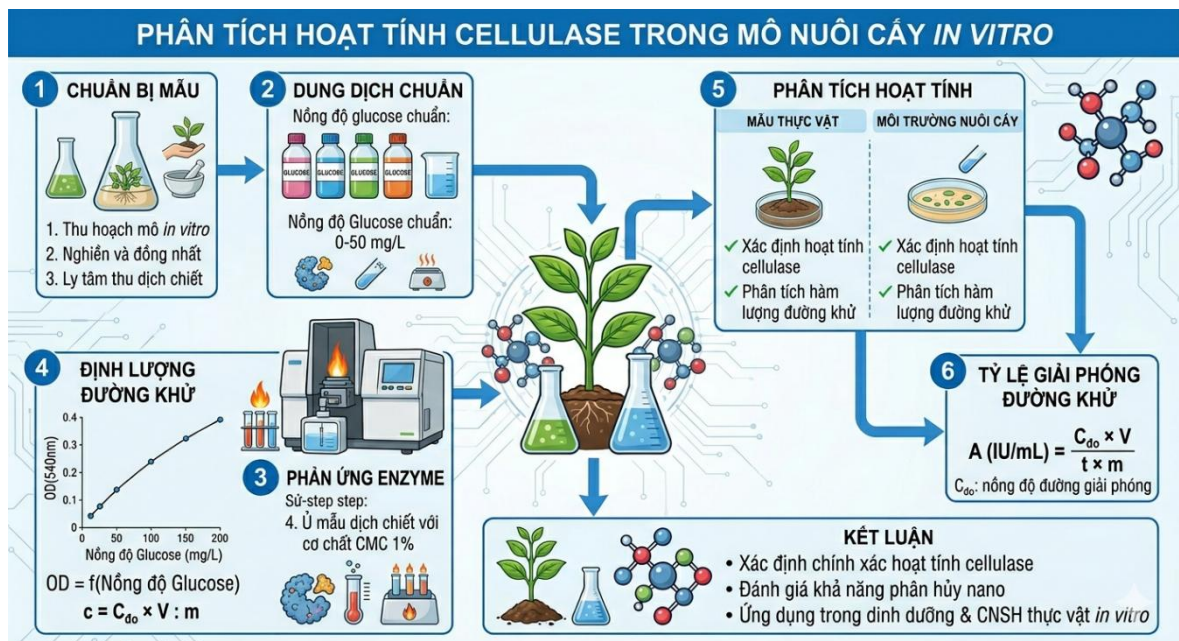 PHÂN TÍCH HOẠT TÍNH CELLULASE TRONG MÔ NUÔI CẤY IN VITRO
1
CHUẨN BỊ MẪU
1. Thu hoạch mô in vitro
2. Nghiền và đồng nhất
3. Ly tâm thu dịch chiết
2
DUNG DỊCH CHUẨN
Nồng độ glucose chuẩn:
GLUCOSE
GLUCOSE
GLUCOSE
GLUCOSE
Nồng độ Glucose chuẩn:
0-50 mg/L
5
PHÂN TÍCH HOẠT TÍNH
MẪU THỰC VẬT
✓ Xác định hoạt tính
cellulase
✓ Phân tích hàm
lượng đường khử
MÔI TRƯỜNG NUÔI CẤY
✓ Xác định hoạt tính
cellulase
✓ Phân tích hàm
lượng đường khử
4
ĐỊNH LƯỢNG
ĐƯỜNG KHỬ
OD(540nm)
0.4
0.3
0.2
0.1
0
0
50
100
150
200
Nồng độ Glucose (mg/L)
OD = f(Nồng độ Glucose)
c = Cđo × V : m
3
PHẢN ỨNG ENZYME
Sử-step step:
4. Ủ mẫu dịch chiết với
cơ chất CMC 1%
6
TỶ LỆ GIẢI PHÓNG
ĐƯỜNG KHỬ
A (IU/mL) = Cđo × V
t × m
Cđo: nồng độ đường giải phóng
KẾT LUẬN
• Xác định chính xác hoạt tính cellulase
• Đánh giá khả năng phân hủy nano
• Ứng dụng trong dinh dưỡng & CNSH thực vật in vitro